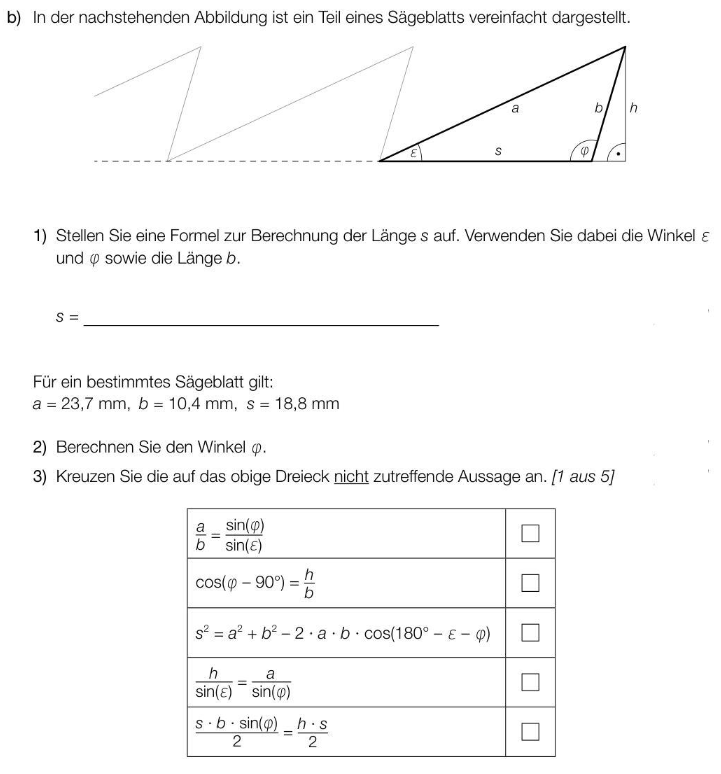 b) In der nachstehenden Abbildung ist ein Teil eines Sägeblatts vereinfacht dargestellt.
a
b
h
ε
s
φ
1) Stellen Sie eine Formel zur Berechnung der Länge s auf. Verwenden Sie dabei die Winkel ε
und φ sowie die Länge b.
s =
Für ein bestimmtes Sägeblatt gilt:
a = 23,7 mm, b = 10,4 mm, s = 18,8 mm
2) Berechnen Sie den Winkel φ.
3) Kreuzen Sie die auf das obige Dreieck nicht zutreffende Aussage an. [1 aus 5]
a/b = sin(φ)/sin(ε)
cos(φ – 90°) = h/b
s² = a² + b² – 2 · a · b · cos(180° – ε – φ)
h/sin(ε) = a/sin(φ)
s · b · sin(φ)/2 = h · s/2